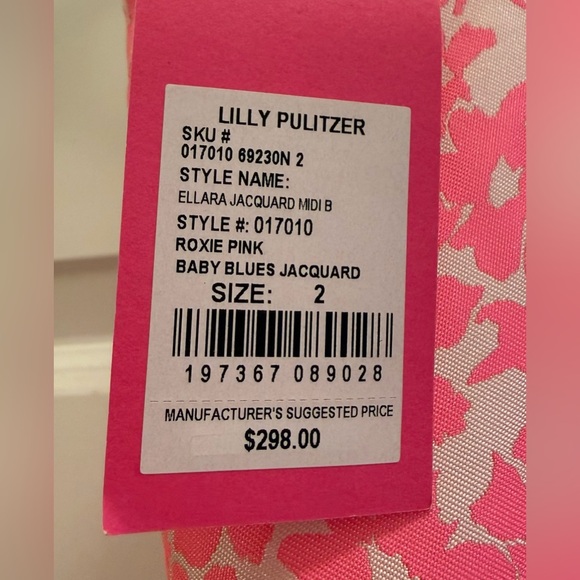 LILLY PULITZER
SKU #
017010 69230N 2
STYLE NAME:
ELLARA JACQUARD MIDI B
STYLE #: 017010
ROXIE PINK
BABY BLUES JACQUARD
SIZE: 2
197367 089028
MANUFACTURER'S SUGGESTED PRICE
$298.00